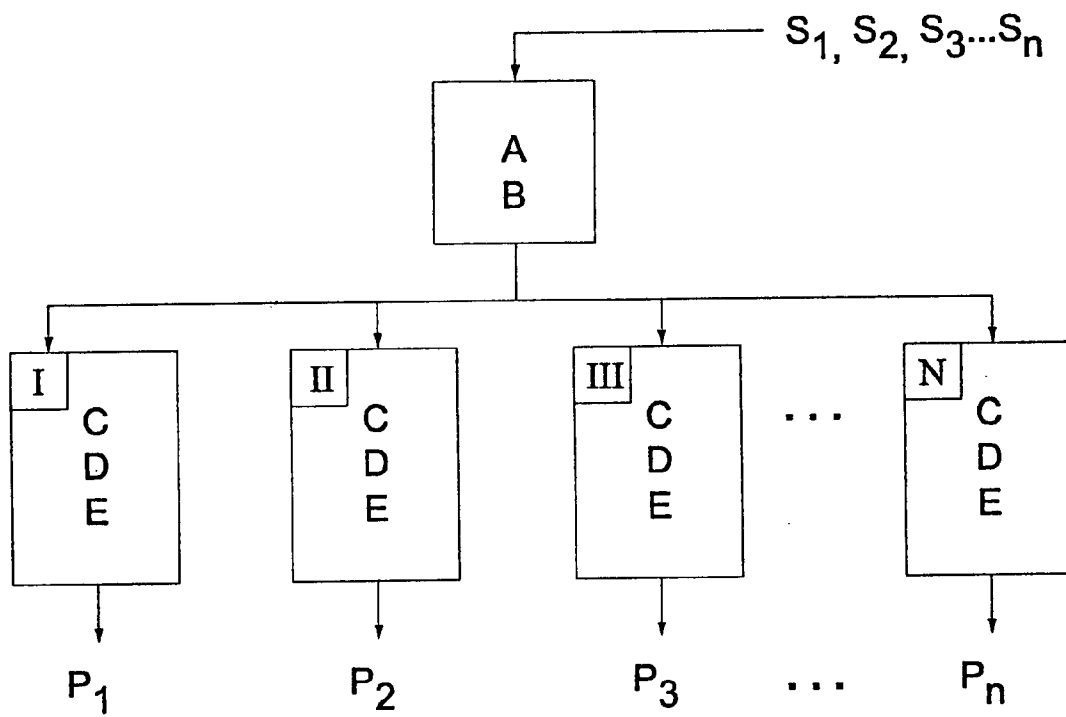 S1, S2, S3...Sn
A
B
I II III N
C C C ... C
D D D D
E E E E
P1 P2 P3 ... Pn